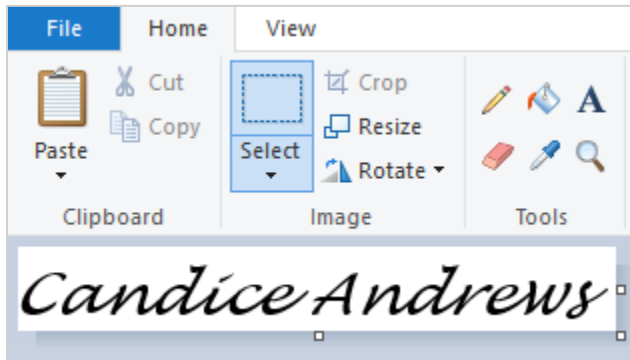 File Home View
Cut Crop
Copy Resize A
Paste Select Rotate
Clipboard Image Tools
Candice Andrews